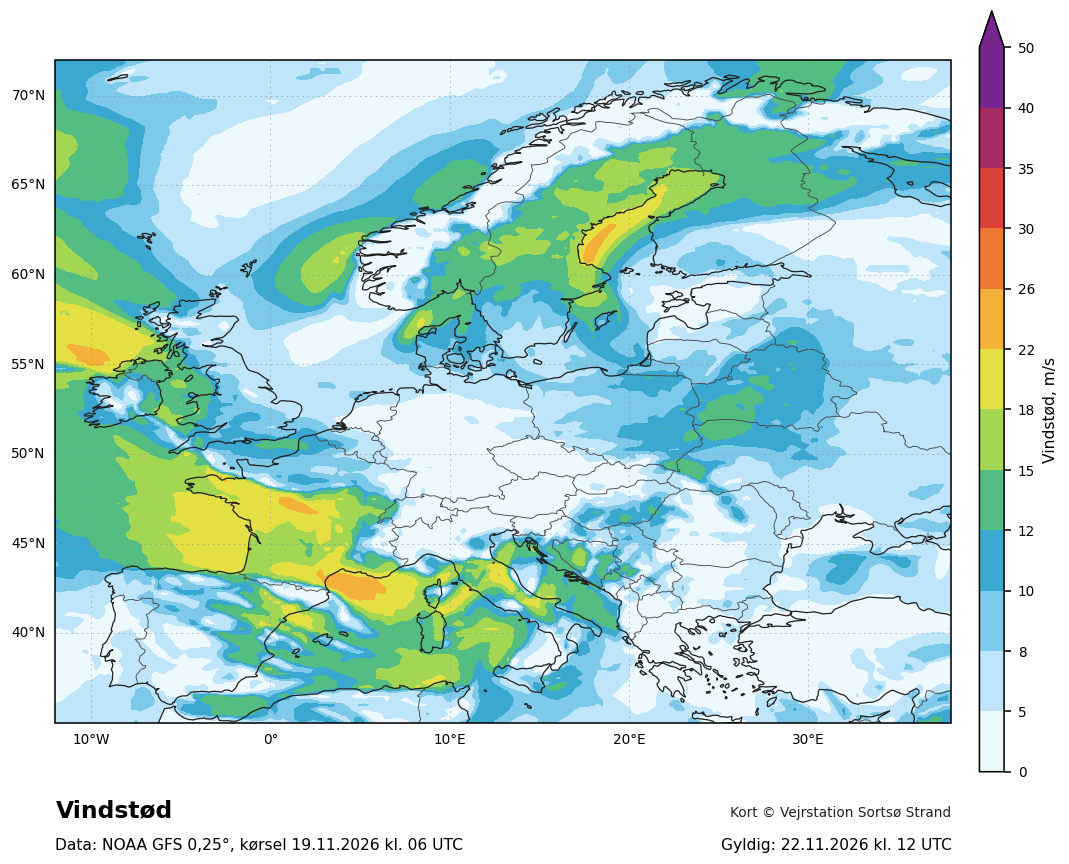 50
40
35
30
26
22
18
15
12
10
8
5
0
Vindstød, m/s
70°N
65°N
60°N
55°N
50°N
45°N
40°N
10°W
0°
10°E
20°E
30°E
Vindstød
Kort © Vejrstation Sortsø Strand
Data: NOAA GFS 0,25°, kørsel 19.11.2026 kl. 06 UTC
Gyldig: 22.11.2026 kl. 12 UTC